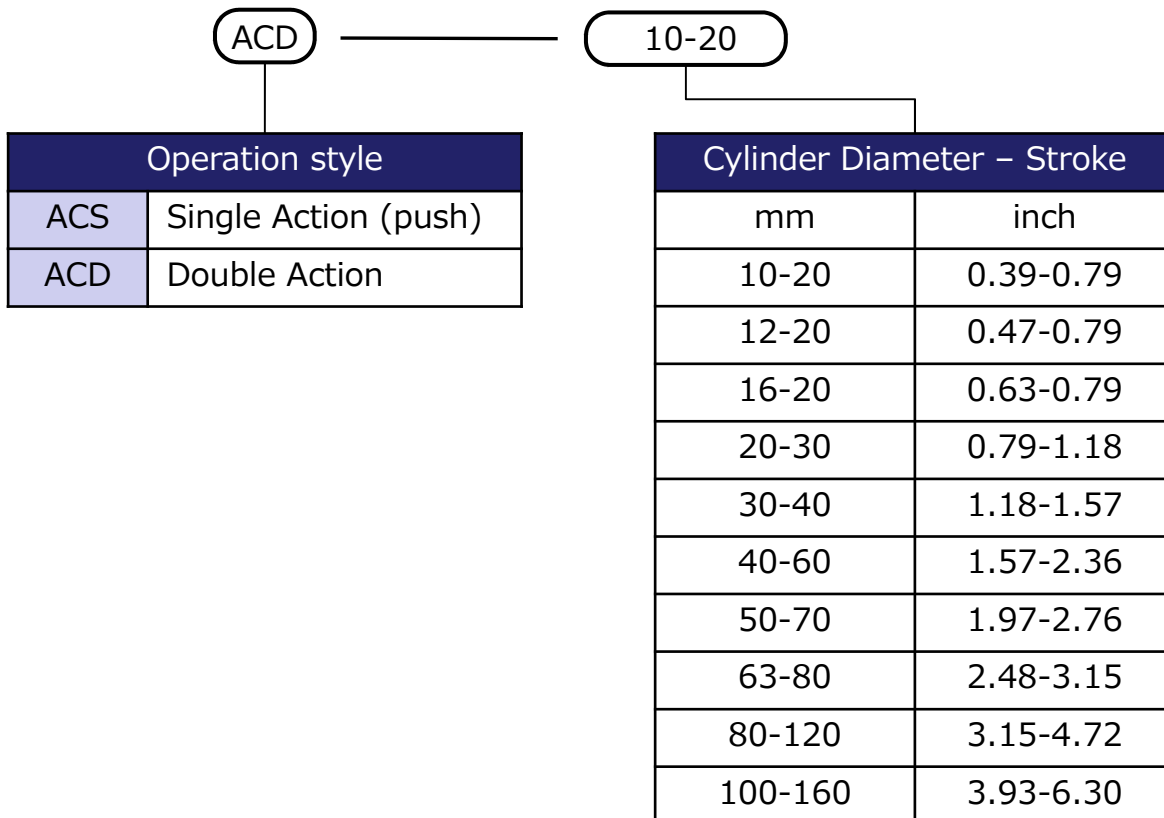 ACD 10-20
Operation style
ACS Single Action (push)
ACD Double Action
Cylinder Diameter – Stroke
mm inch
10-20 0.39-0.79
12-20 0.47-0.79
16-20 0.63-0.79
20-30 0.79-1.18
30-40 1.18-1.57
40-60 1.57-2.36
50-70 1.97-2.76
63-80 2.48-3.15
80-120 3.15-4.72
100-160 3.93-6.30